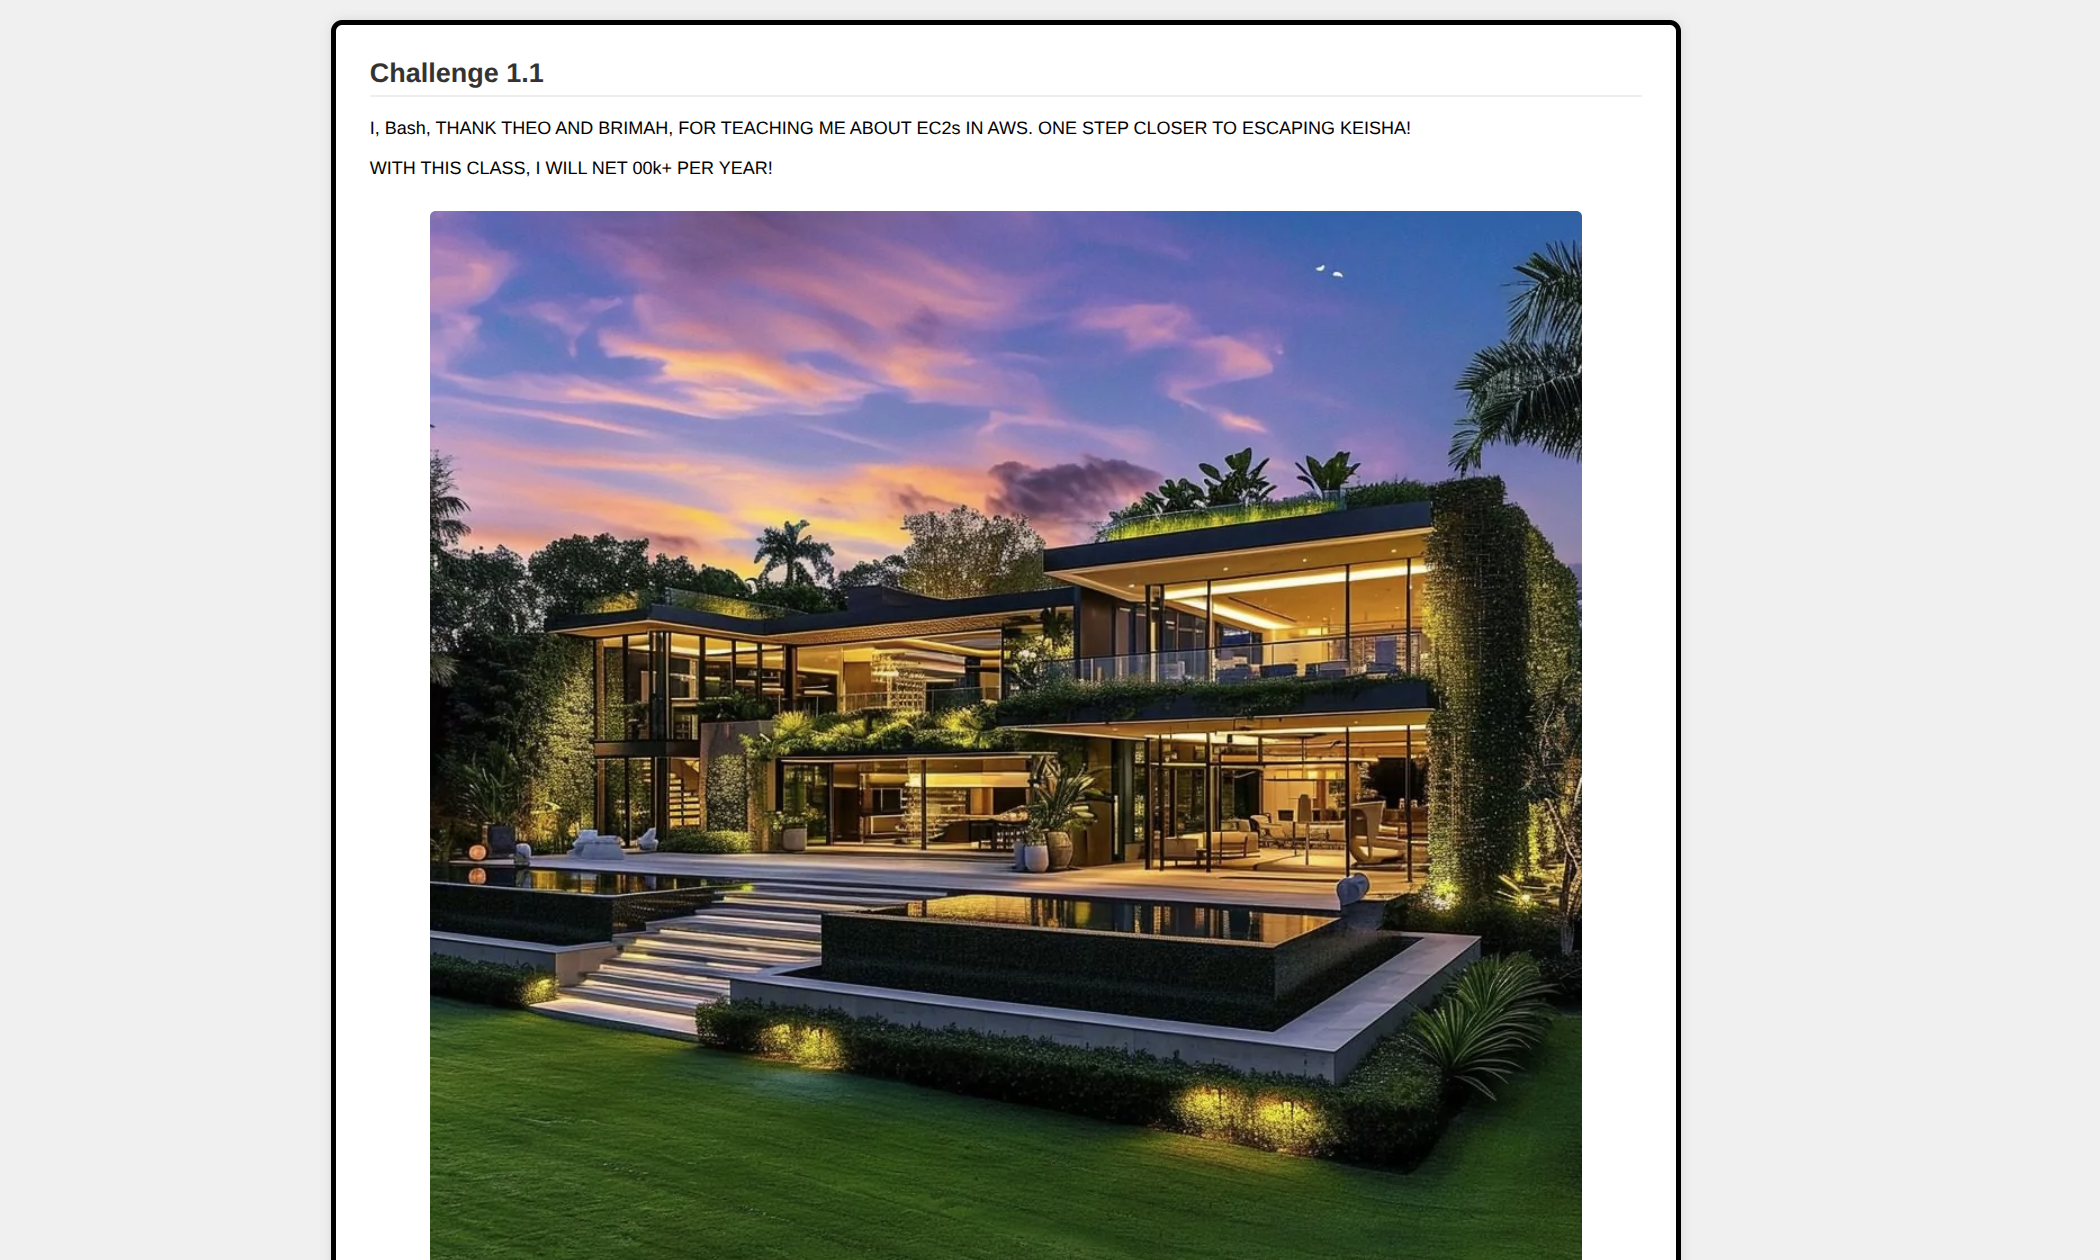 Challenge 1.1
I, Bash, THANK THEO AND BRIMAH, FOR TEACHING ME ABOUT EC2s IN AWS. ONE STEP CLOSER TO ESCAPING KEISHA!
WITH THIS CLASS, I WILL NET 00k+ PER YEAR!